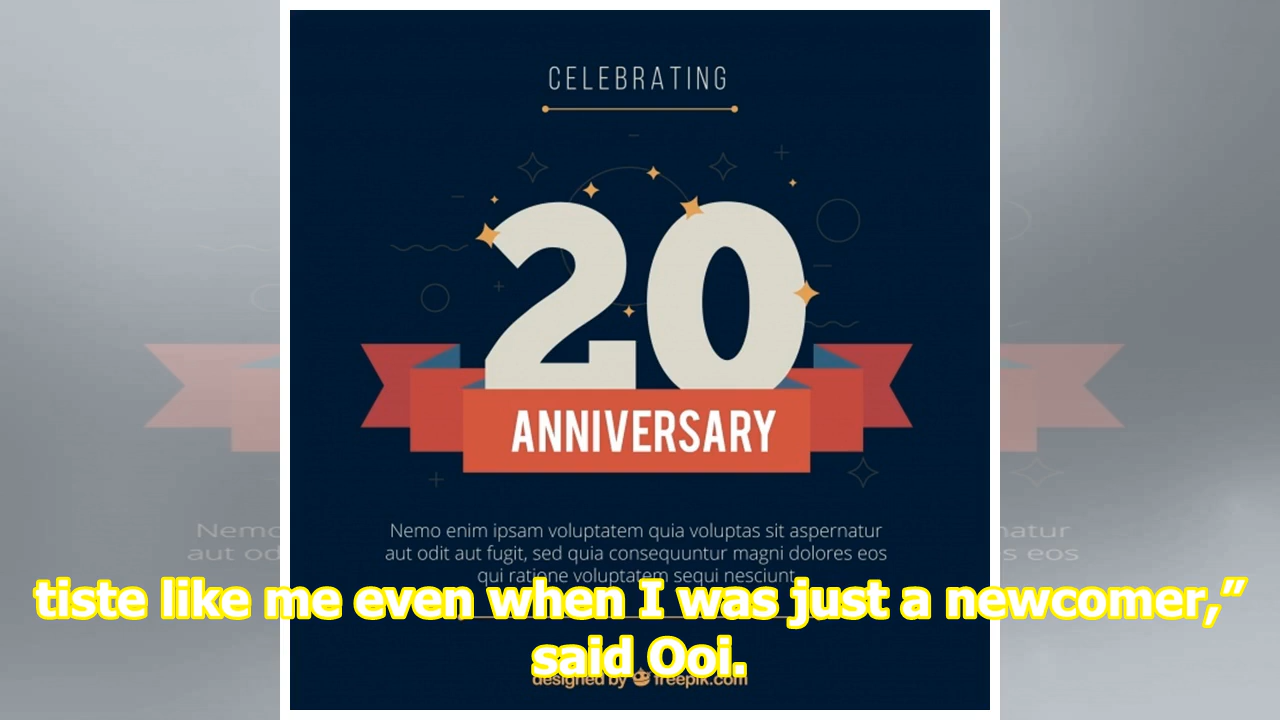 CELEBRATING
20
ANNIVERSARY
Nemo enim ipsam voluptatem quia voluptas sit aspernatur
aut odit aut fugit, sed quia consequuntur magni dolores eos
qui ratione voluptatem sequi nesciunt
tiste like me even when I was just a newcomer,”
said Ooi.
designed by freepik.com